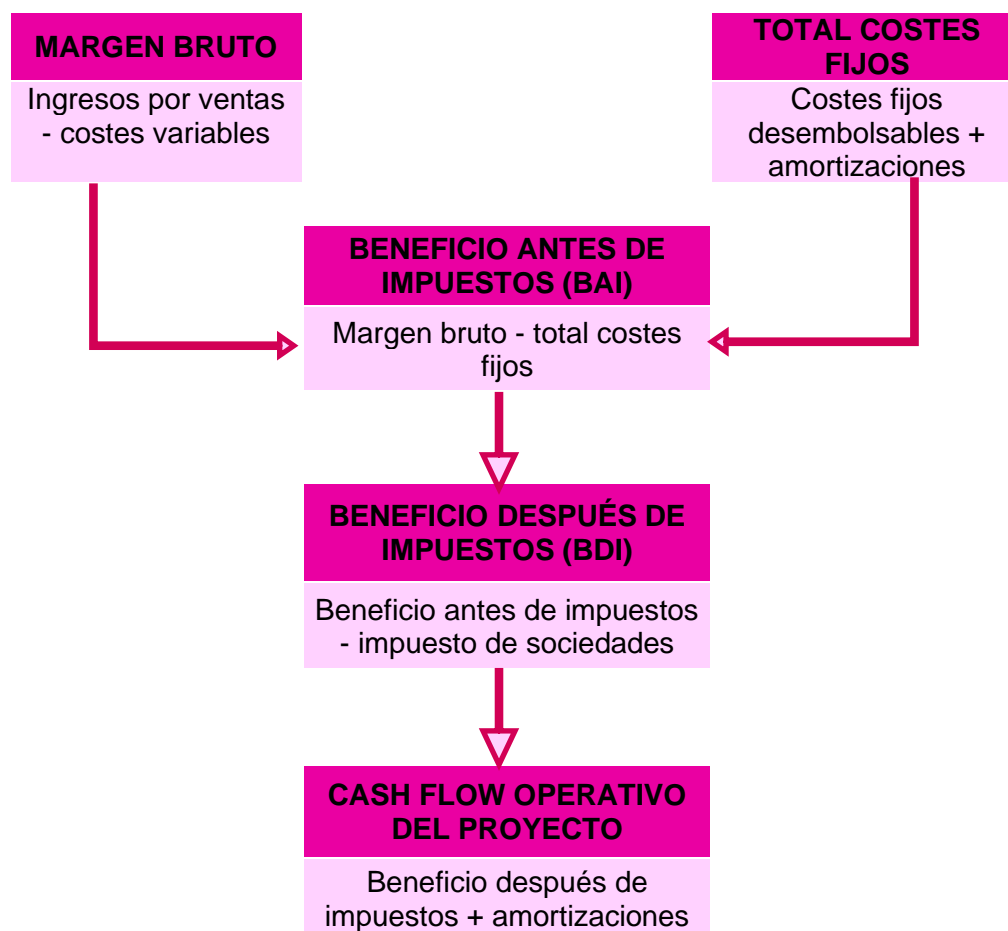 MARGEN BRUTO
Ingresos por ventas
- costes variables
TOTAL COSTES
FIJOS
Costes fijos
desembolsables +
amortizaciones
BENEFICIO ANTES DE
IMPUESTOS (BAI)
Margen bruto - total costes
fijos
BENEFICIO DESPUÉS DE
IMPUESTOS (BDI)
Beneficio antes de impuestos
- impuesto de sociedades
CASH FLOW OPERATIVO
DEL PROYECTO
Beneficio después de
impuestos + amortizaciones